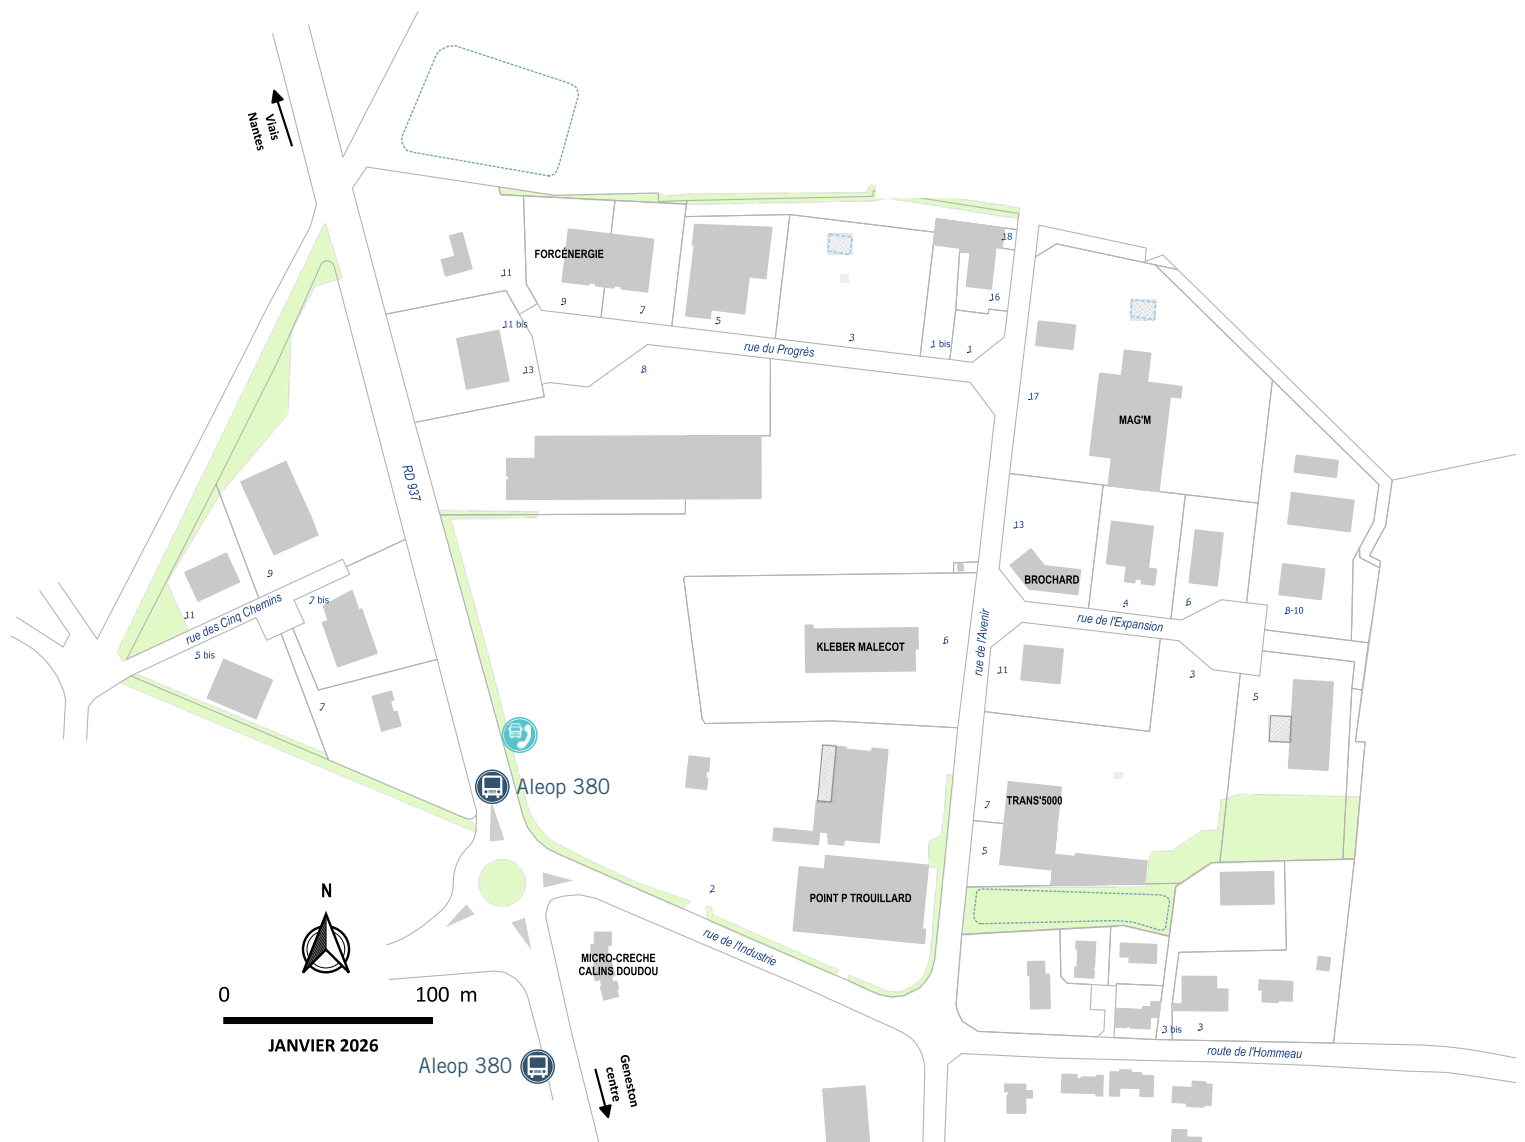 Viais
Nantes
FORCÉNERGIE
11
9
7
5
3
1 bis
1
16
18
11 bis
13
8
rue du Progrès
17
MAG'M
RD 937
13
BROCHARD
4
6
8-10
rue de l'Expansion
9
7 bis
11
rue des Cinq Chemins
5 bis
7
KLEBER MALECOT
6
rue de l'Avenir
11
3
5
Aleop 380
TRANS'5000
7
5
2
POINT P TROUILLARD
rue de l'Industrie
MICRO-CRECHE
CALINS DOUDOU
N
0 100 m
JANVIER 2026
Aleop 380
Geneston
centre
3 bis
3
route de l'Hommeau